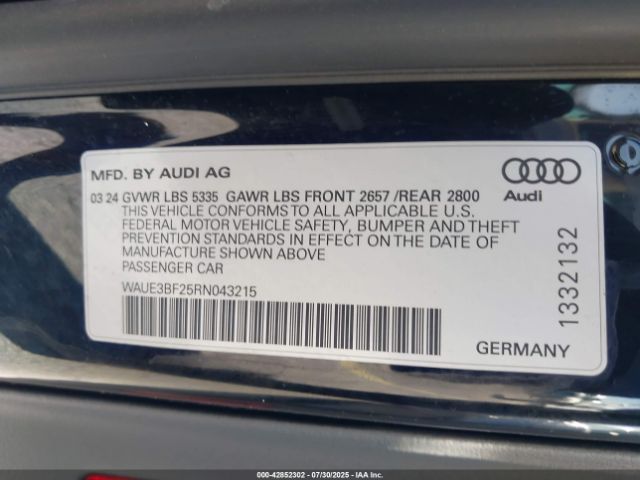 MFD. BY AUDI AG
Audi
03 24 GVWR LBS 5335 GAWR LBS FRONT 2657 /REAR 2800
THIS VEHICLE CONFORMS TO ALL APPLICABLE U.S.
FEDERAL MOTOR VEHICLE SAFETY, BUMPER AND THEFT
PREVENTION STANDARDS IN EFFECT ON THE DATE OF
MANUFACTURE SHOWN ABOVE
PASSENGER CAR
WAUE3BF25RN043215
1332132
GERMANY
000-42852302 - 07/30/2025 - IAA Inc.